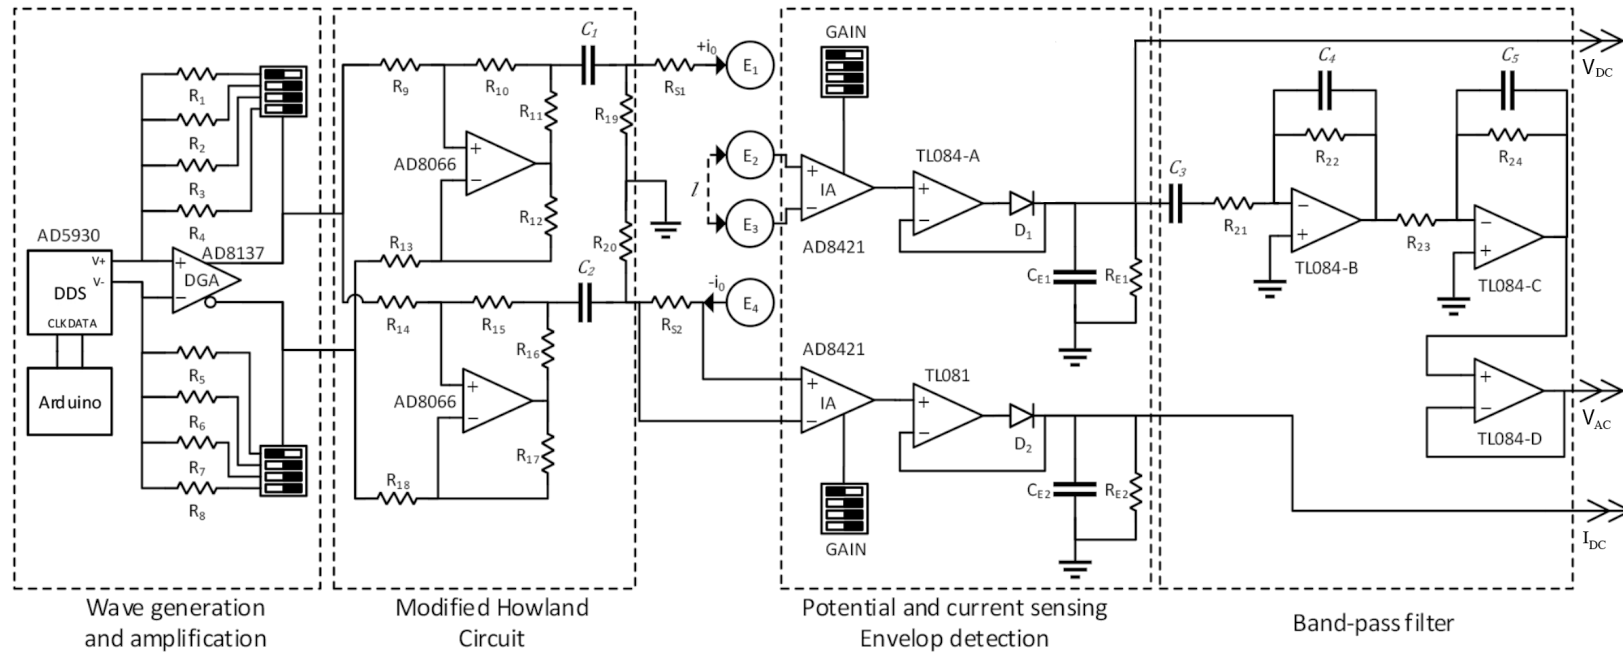 R1
R2
R3
R4
AD5930
V+
V-
DDS
CLKDATA
Arduino
AD8137
+
DGA
−
R5
R6
R7
R8
Wave generation
and amplification
R9
R10
C1
R11
R19
+
AD8066
−
R12
R13
R20
C2
R14
R15
R16
+
AD8066
−
R17
R18
Modified Howland
Circuit
+i0
RS1
E1
E2
l
E3
-i0
RS2
E4
GAIN
+
IA
−
AD8421
TL084-A
+
−
D1
CE1
RE1
AD8421
+
IA
−
TL081
+
−
D2
CE2
RE2
GAIN
Potential and current sensing
Envelop detection
C3
R21
C4
R22
−
+
TL084-B
R23
C5
R24
−
+
TL084-C
+
−
TL084-D
Band-pass filter
VDC
VAC
IDC